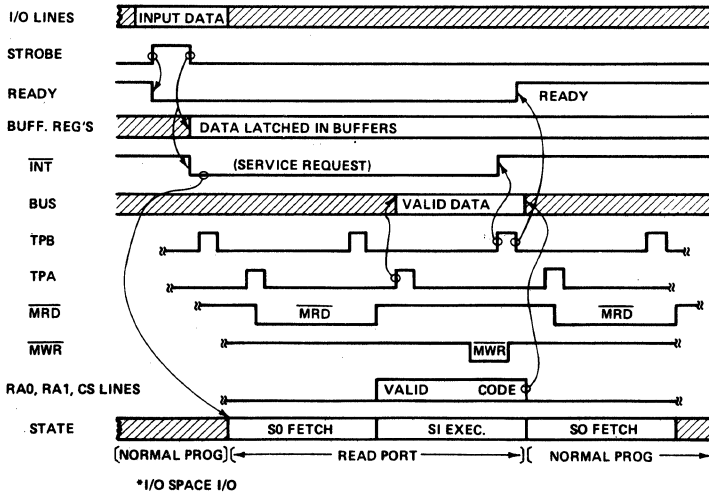 I/O LINES INPUT DATA
STROBE
READY READY
BUFF. REG'S DATA LATCHED IN BUFFERS
INT (SERVICE REQUEST)
BUS VALID DATA
TPB
TPA
MRD MRD MRD
MWR MWR
RA0, RA1, CS LINES VALID CODE
STATE S0 FETCH SI EXEC. SO FETCH
(NORMAL PROG) (READ PORT) (NORMAL PROG)
*I/O SPACE I/O